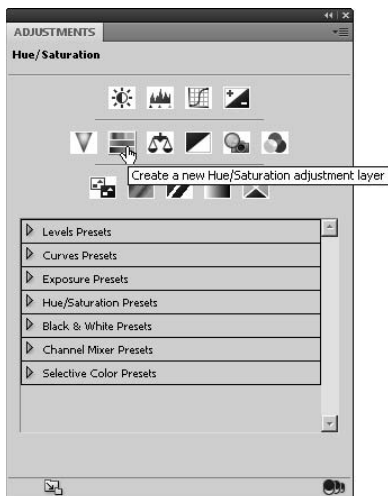 ADJUSTMENTS
Hue/Saturation
Create a new Hue/Saturation adjustment layer
Levels Presets
Curves Presets
Exposure Presets
Hue/Saturation Presets
Black & White Presets
Channel Mixer Presets
Selective Color Presets